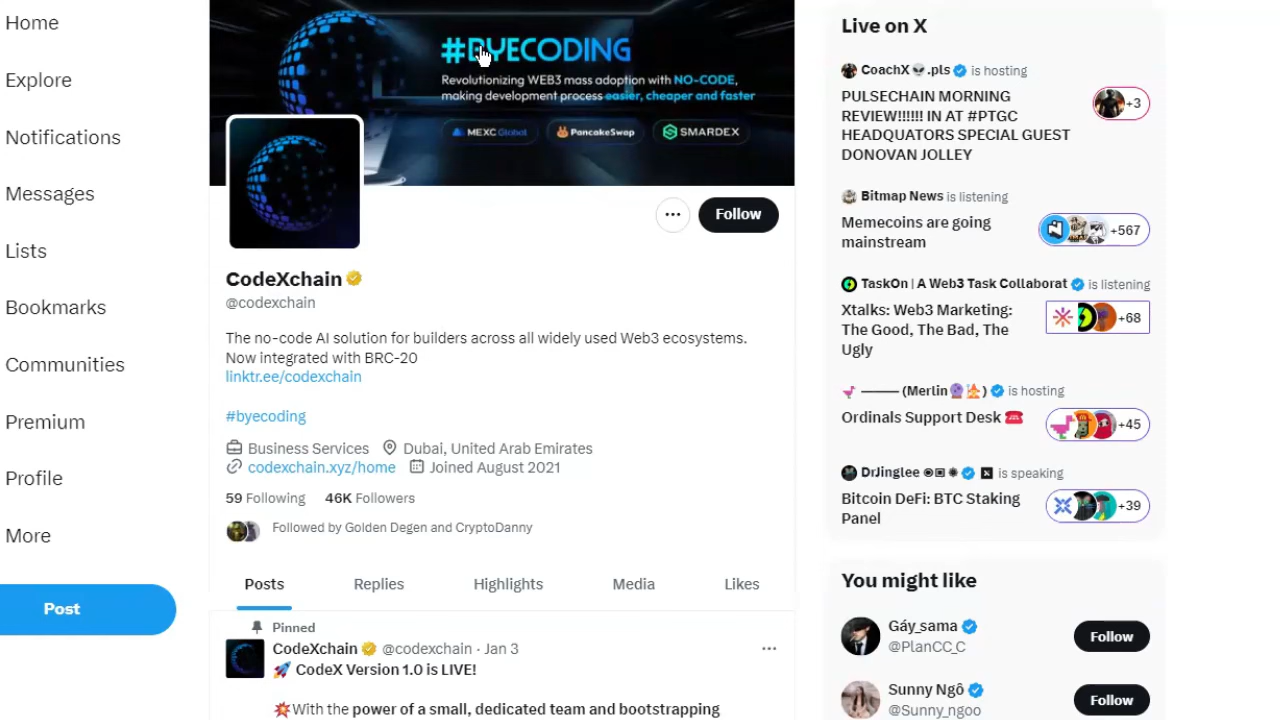 Home
Explore
Notifications
Messages
Lists
Bookmarks
Communities
Premium
Profile
More
Post
#BYECODING
Revolutionizing WEB3 mass adoption with NO-CODE,
making development process easier, cheaper and faster
MEXC Global
PancakeSwap
SMARDEX
Follow
CodeXchain
@codexchain
The no-code AI solution for builders across all widely used Web3 ecosystems.
Now integrated with BRC-20
linktr.ee/codexchain
#byecoding
Business Services Dubai, United Arab Emirates
codexchain.xyz/home Joined August 2021
59 Following 46K Followers
Followed by Golden Degen and CryptoDanny
Posts Replies Highlights Media Likes
Pinned
CodeXchain @codexchain · Jan 3
🚀 CodeX Version 1.0 is LIVE!
💥With the power of a small, dedicated team and bootstrapping
Live on X
CoachX👽.pls is hosting
PULSECHAIN MORNING
REVIEW!!!!!! IN AT #PTGC
HEADQUATORS SPECIAL GUEST
DONOVAN JOLLEY
+3
Bitmap News is listening
Memecoins are going
mainstream
+567
TaskOn | A Web3 Task Collaborat is listening
Xtalks: Web3 Marketing:
The Good, The Bad, The
Ugly
+68
——— (Merlin🔮🧙) is hosting
Ordinals Support Desk ☎️
+45
DrJinglee is speaking
Bitcoin DeFi: BTC Staking
Panel
+39
You might like
Gáy_sama
@PlanCC_C
Follow
Sunny Ngô
@Sunny_ngoo
Follow